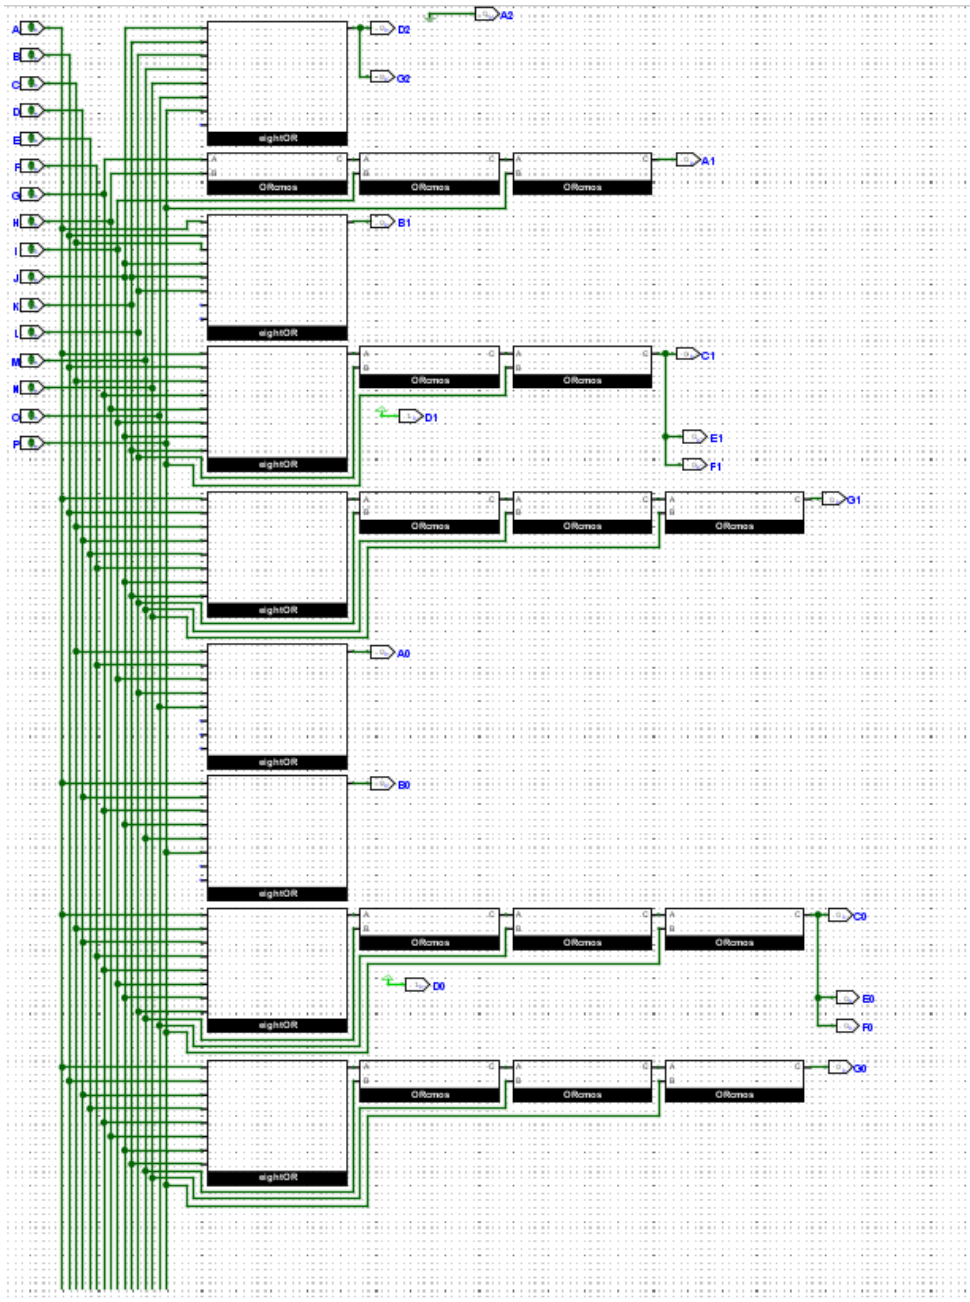 A2
A D2
B
C G2
D
E eightOR
F A C A C A C A1
B B B
G ORcmos ORcmos ORcmos
H B1
I
J
K
L eightOR
M A C A C C1
B B
N ORcmos ORcmos
O D1
P E1
eightOR F1
A C A C A C G1
B B B
ORcmos ORcmos ORcmos
eightOR
A0
eightOR
B0
eightOR
A C A C A C C0
B B B
ORcmos ORcmos ORcmos
D0
E0
eightOR F0
A C A C A C G0
B B B
ORcmos ORcmos ORcmos
eightOR